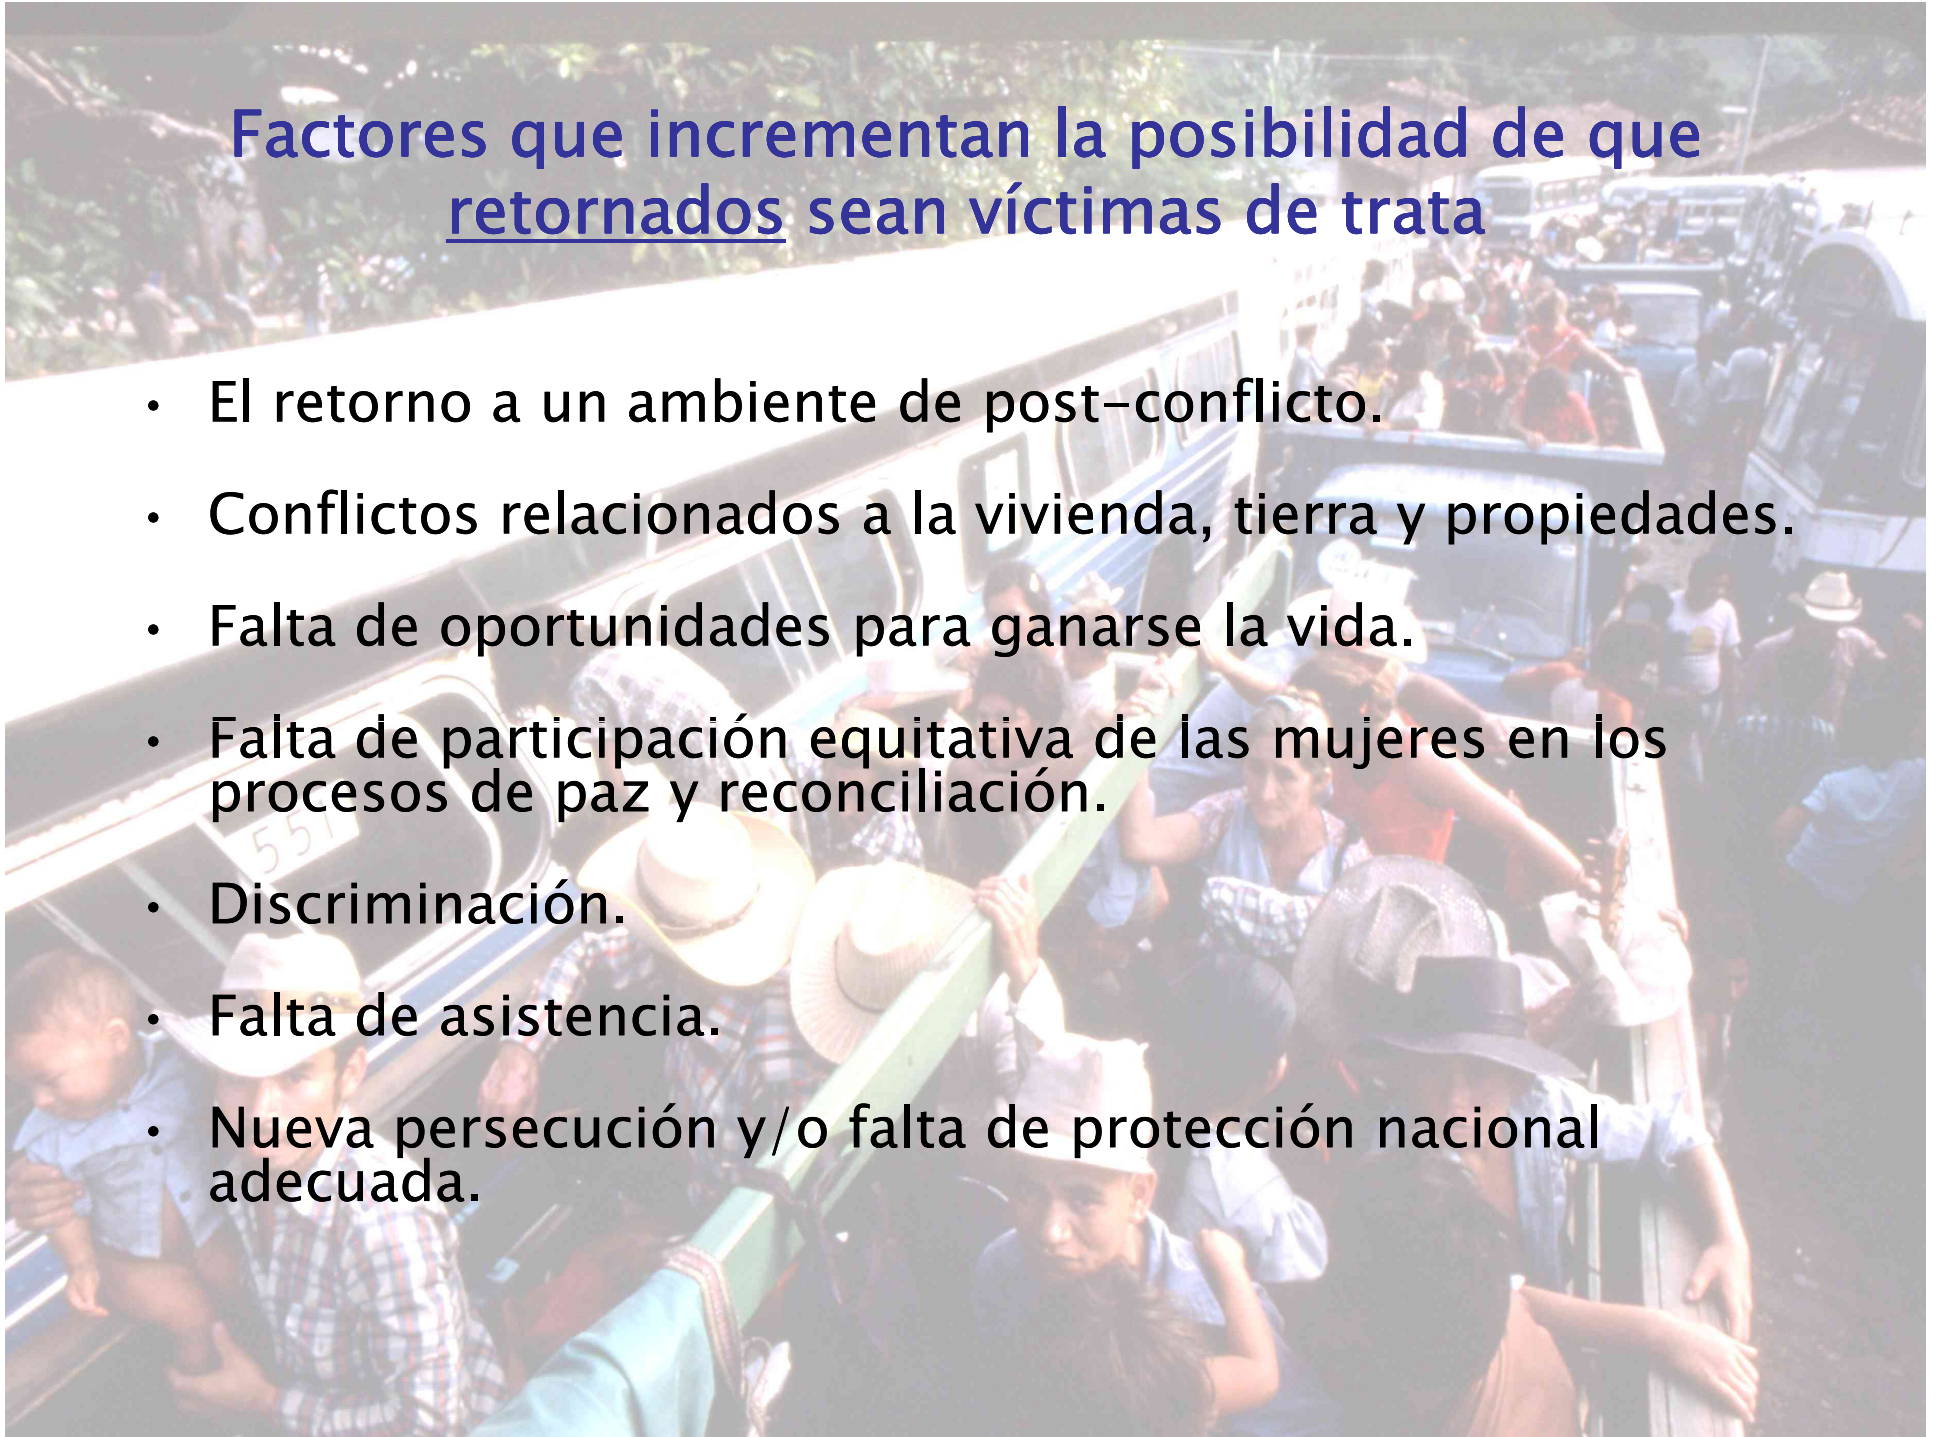 Factores que incrementan la posibilidad de que
retornados sean víctimas de trata
• El retorno a un ambiente de post-conflicto.
• Conflictos relacionados a la vivienda, tierra y propiedades.
• Falta de oportunidades para ganarse la vida.
• Falta de participación equitativa de las mujeres en los
procesos de paz y reconciliación.
551
• Discriminación.
• Falta de asistencia.
• Nueva persecución y/o falta de protección nacional
adecuada.